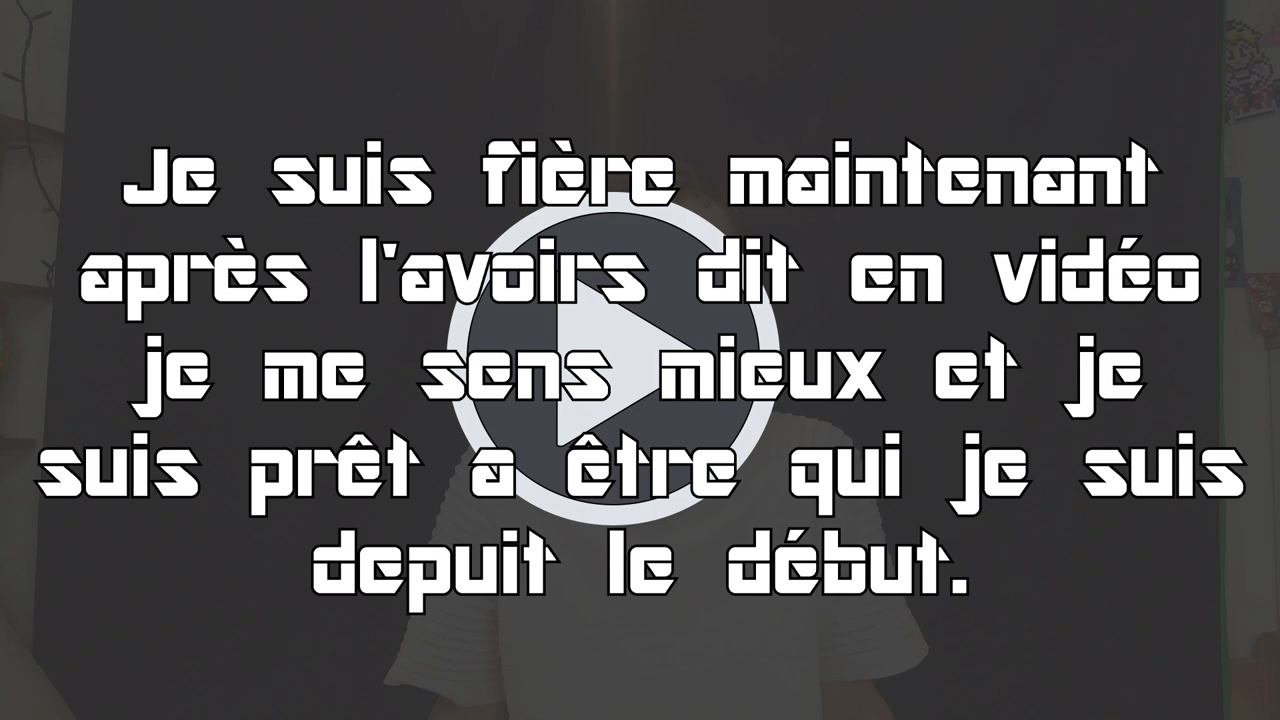 Je suis fière maintenant
après l'avoirs dit en vidéo
je me sens mieux et je
suis prêt a être qui je suis
depuit le début.